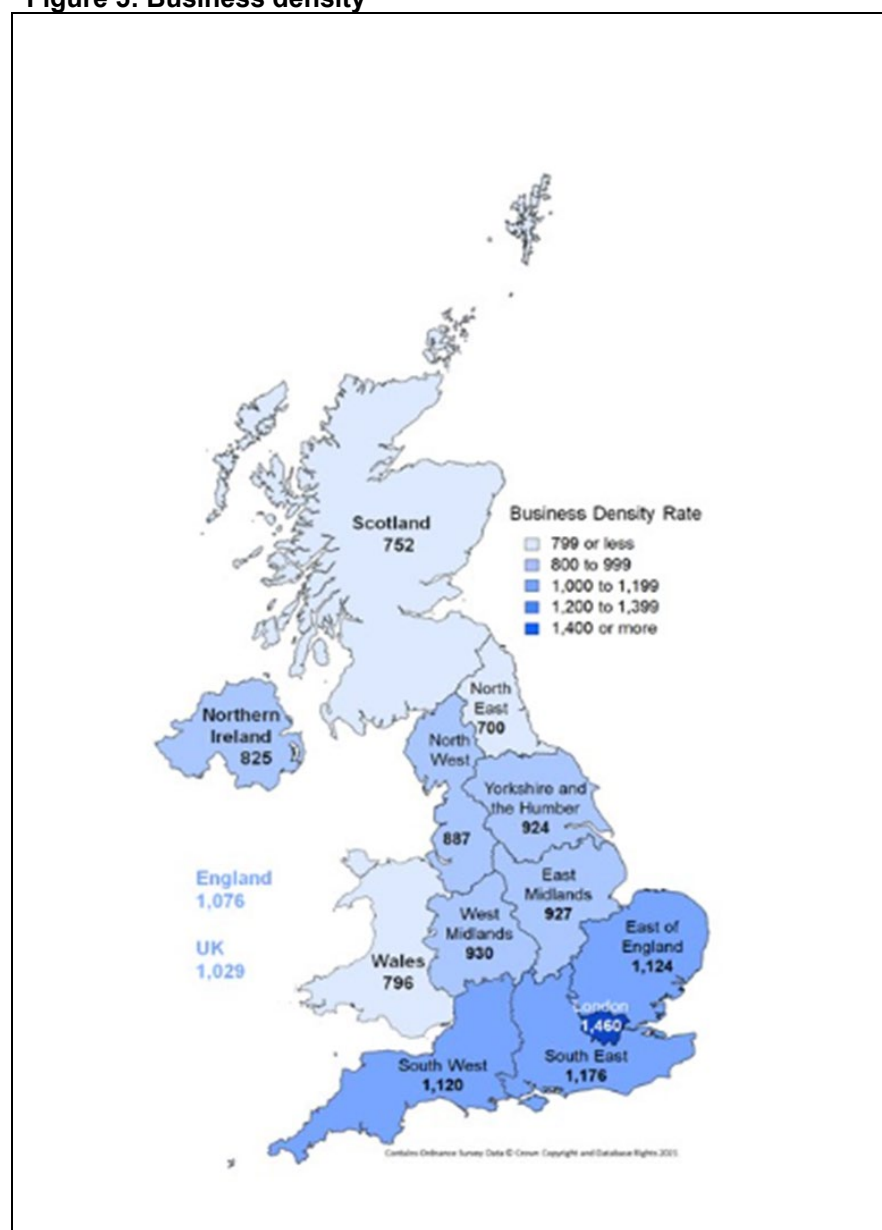 Figure 3: Business density
Scotland
752
Business Density Rate
799 or less
800 to 999
1,000 to 1,199
1,200 to 1,399
1,400 or more
North
East
700
Northern
Ireland
825
North
West
887
Yorkshire and
the Humber
924
England
1,076
East
Midlands
927
West
Midlands
930
East of
England
1,124
UK
1,029
Wales
796
London
1,460
South West
1,120
South East
1,176
Contains Ordnance Survey Data © Crown Copyright and Database Rights 2015